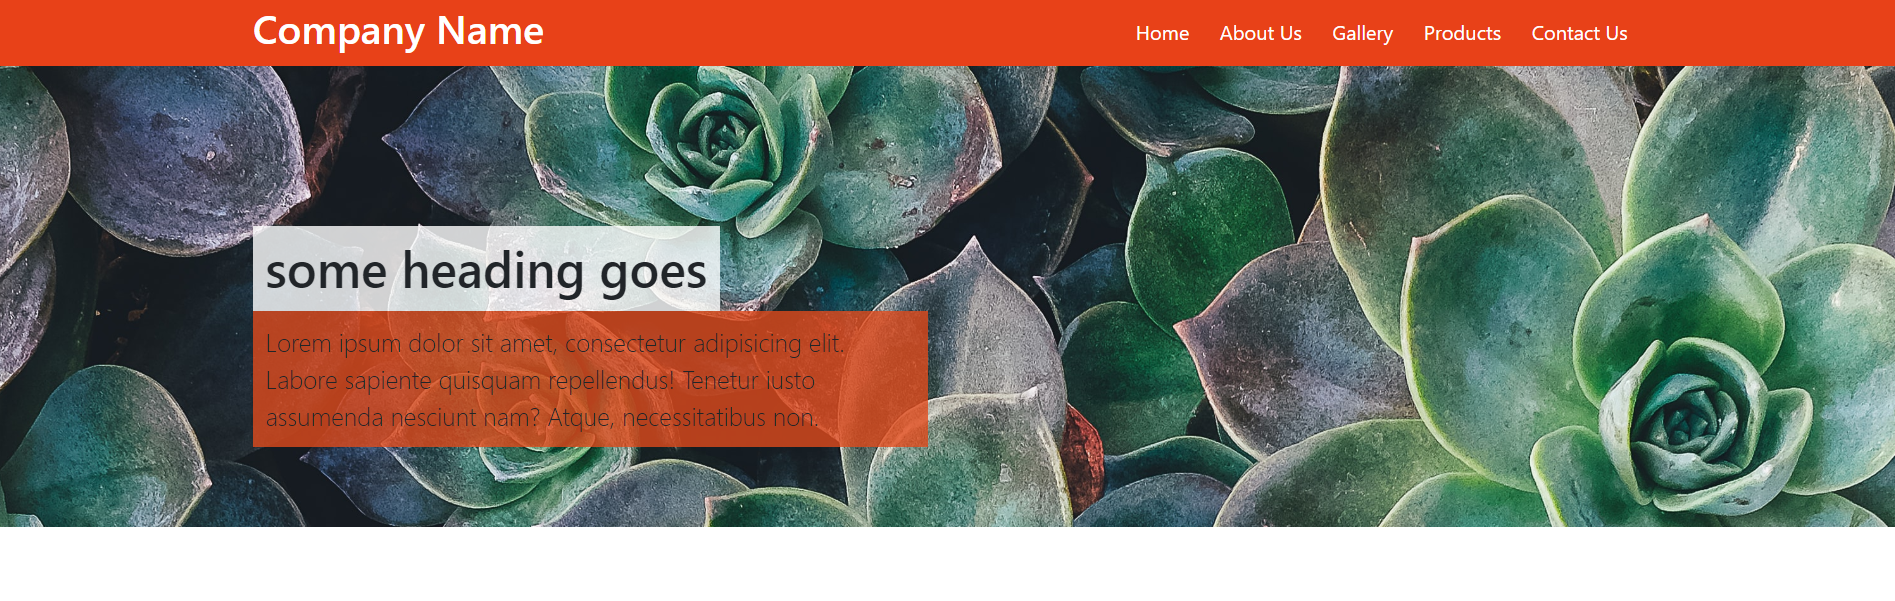 Company Name
Home About Us Gallery Products Contact Us
some heading goes
Lorem ipsum dolor sit amet, consectetur adipisicing elit.
Labore sapiente quisquam repellendus! Tenetur iusto
assumenda nesciunt nam? Atque, necessitatibus non.